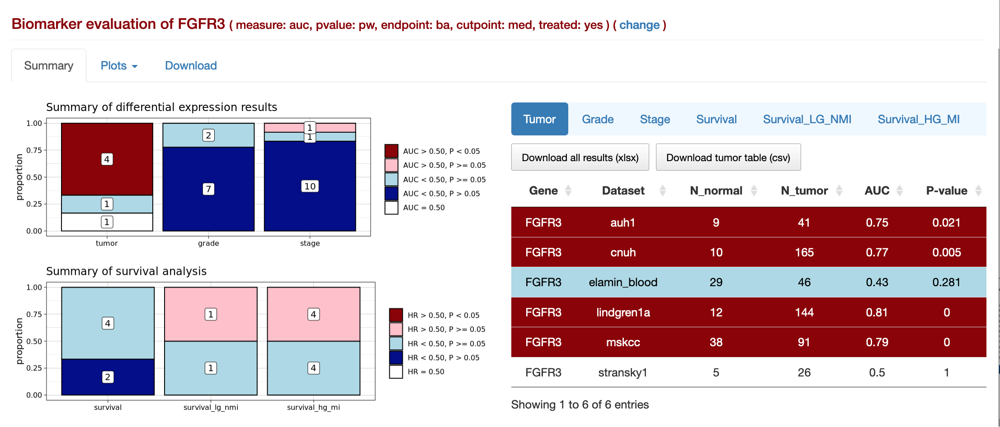 Biomarker evaluation of FGFR3 ( measure: auc, pvalue: pw, endpoint: ba, cutpoint: med, treated: yes ) ( change )
Summary Plots Download
Summary of differential expression results
1.00
0.75
0.50
0.25
0.00
proportion
4
1
1
2
7
1
1
10
tumor grade stage
AUC > 0.50, P < 0.05
AUC > 0.50, P >= 0.05
AUC < 0.50, P >= 0.05
AUC < 0.50, P > 0.05
AUC = 0.50
Summary of survival analysis
1.00
0.75
0.50
0.25
0.00
proportion
4
2
1
1
4
4
survival survival_lg_nmi survival_hg_mi
HR > 0.50, P < 0.05
HR > 0.50, P >= 0.05
HR < 0.50, P >= 0.05
HR < 0.50, P > 0.05
HR = 0.50
Tumor Grade Stage Survival Survival_LG_NMI Survival_HG_MI
Download all results (xlsx) Download tumor table (csv)
Gene Dataset N_normal N_tumor AUC P-value
FGFR3 auh1 9 41 0.75 0.021
FGFR3 cnuh 10 165 0.77 0.005
FGFR3 elamin_blood 29 46 0.43 0.281
FGFR3 lindgren1a 12 144 0.81 0
FGFR3 mskcc 38 91 0.79 0
FGFR3 stransky1 5 26 0.5 1
Showing 1 to 6 of 6 entries